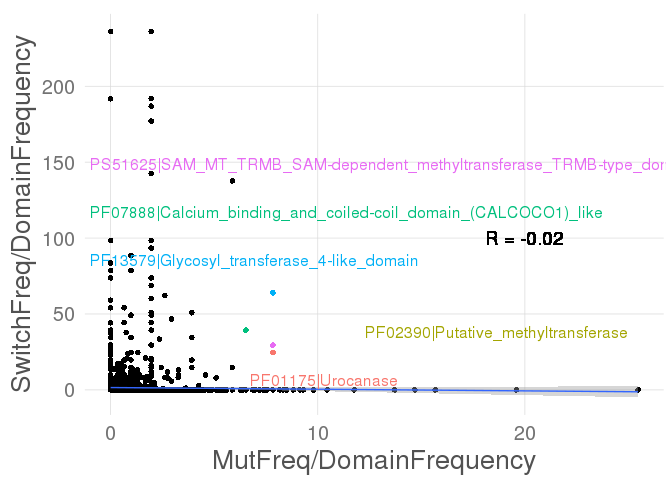 200
PS51625|SAM_MT_TRMB_SAM-dependent_methyltransferase_TRMB-type_dor
150
PF07888|Calcium_binding_and_coiled-coil_domain_(CALCOCO1)_like
R = -0.02
100
PF13579|Glycosyl_transferase_4-like_domain
50
PF02390|Putative_methyltransferase
PF01175|Urocanase
0
SwitchFreq/DomainFrequency
0 10 20
MutFreq/DomainFrequency